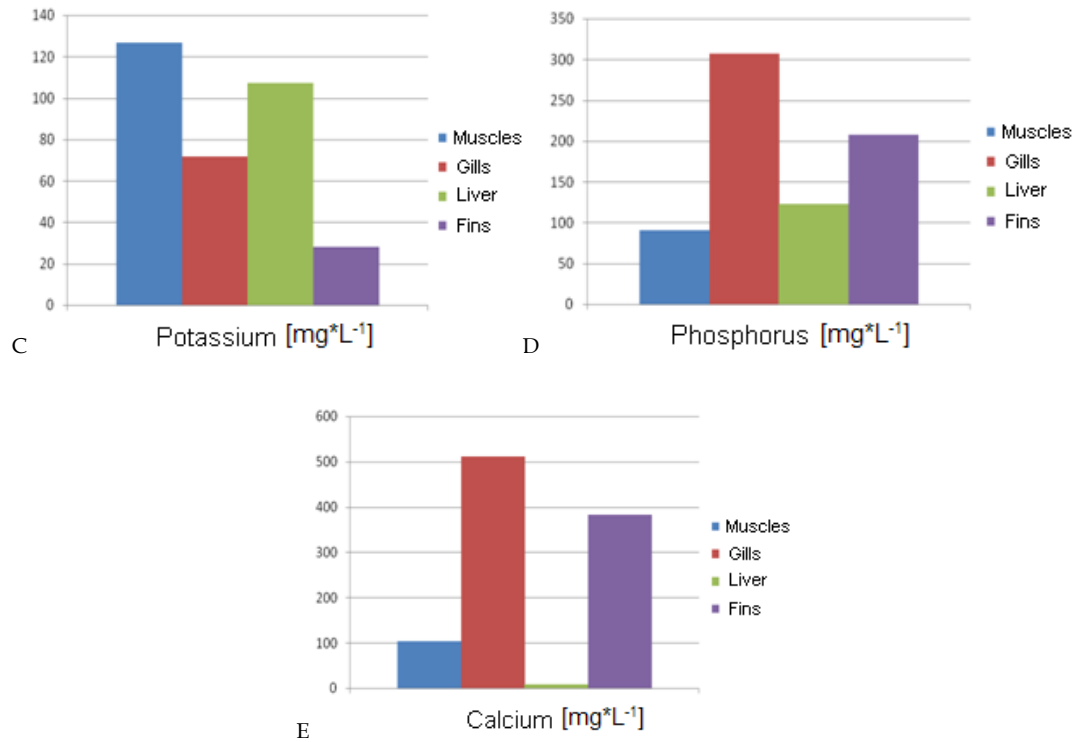 140
120
100
80
60
40
20
0
Muscles
Gills
Liver
Fins
Potassium [mg*L-1]
C
350
300
250
200
150
100
50
0
Muscles
Gills
Liver
Fins
Phosphorus [mg*L-1]
D
600
500
400
300
200
100
0
Muscles
Gills
Liver
Fins
Calcium [mg*L-1]
E